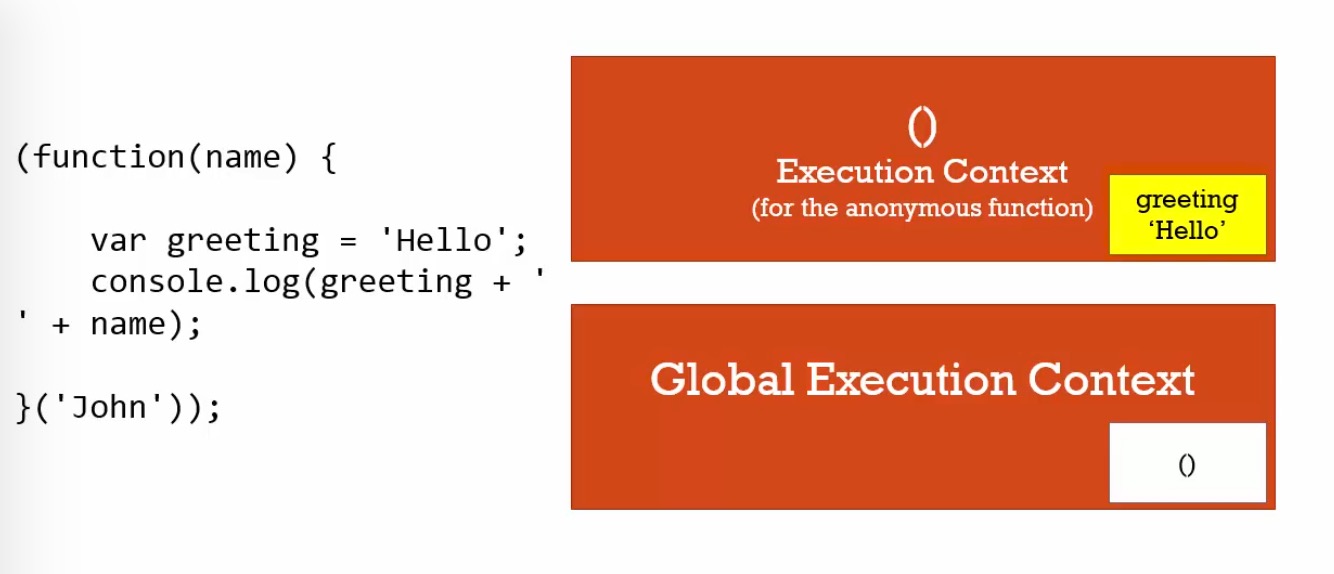 (function(name) {
var greeting = 'Hello';
console.log(greeting + '
' + name);
}('John'));
()
Execution Context
(for the anonymous function)
greeting
‘Hello’
Global Execution Context
()